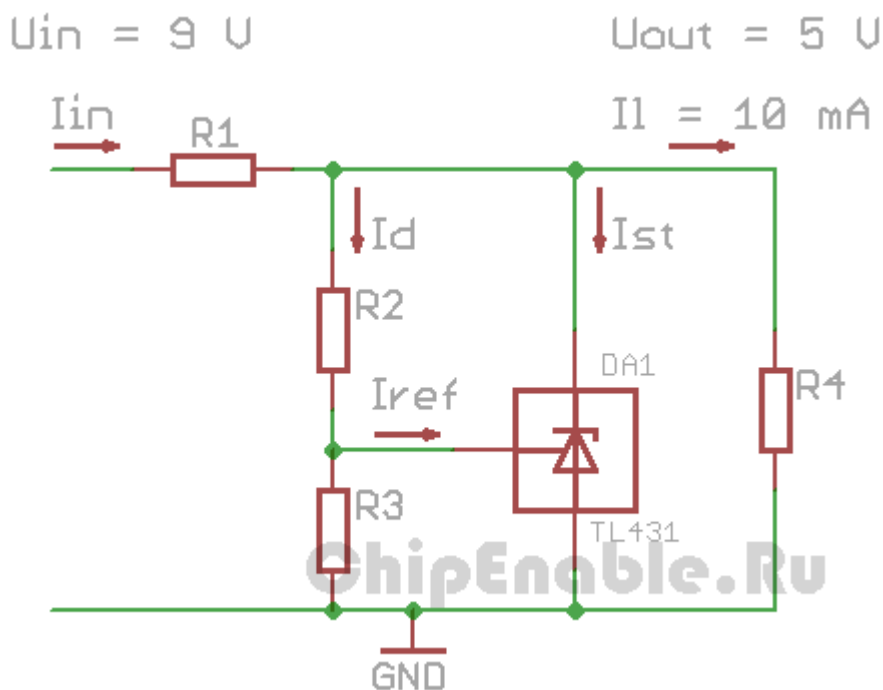 Uin = 9 V
Uout = 5 V
Iin
Il = 10 mA
R1
Id
Ist
R2
DA1
Iref
R4
R3
TL431
ChipEnable.Ru
GND